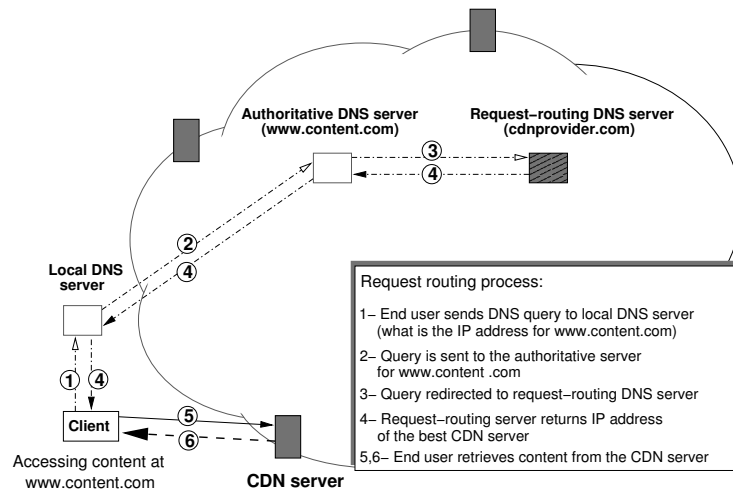 Authoritative DNS server
(www.content.com)
Request−routing DNS server
(cdnprovider.com)
3
4
2
4
Local DNS
server
1
4
Client
5
6
Accessing content at
www.content.com
CDN server
Request routing process:
1− End user sends DNS query to local DNS server
(what is the IP address for www.content.com)
2− Query is sent to the authoritative server
for www.content .com
3− Query redirected to request−routing DNS server
4− Request−routing server returns IP address
of the best CDN server
5,6− End user retrieves content from the CDN server